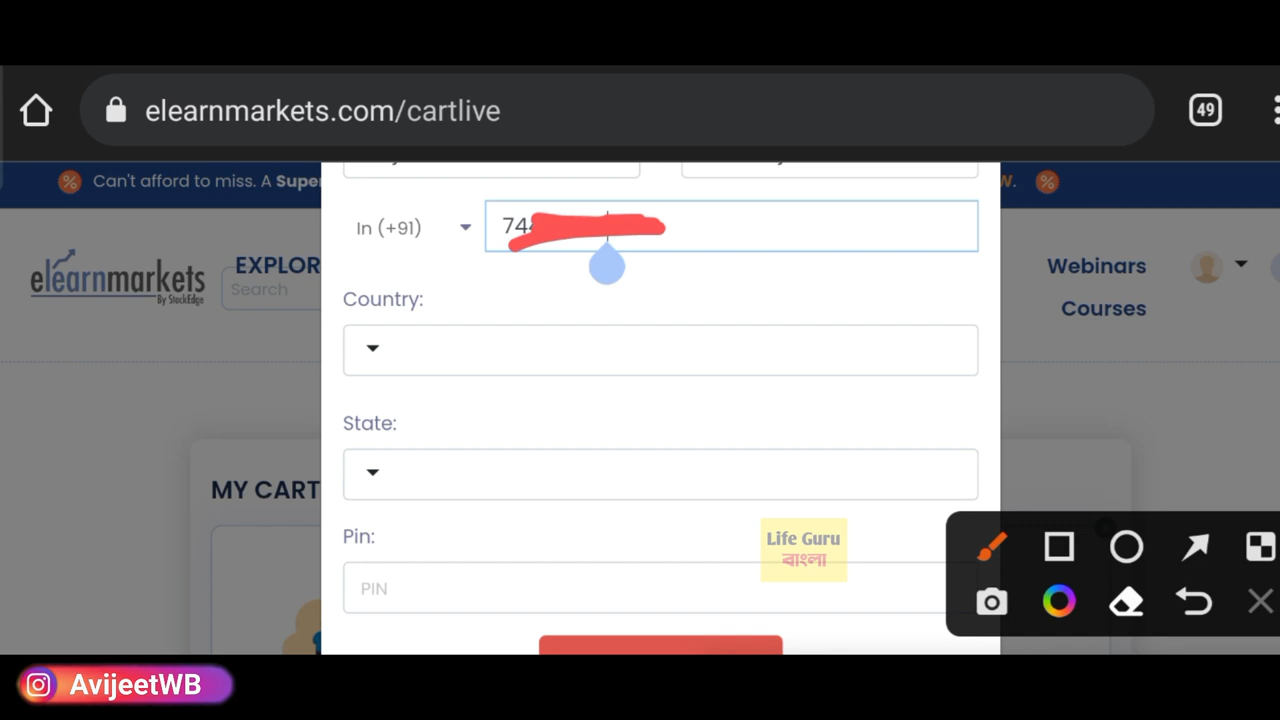 elearnmarkets.com/cartlive
49
Can't afford to miss. A Super
W.
elearnmarkets
By StockEdge
EXPLOR
Search
Webinars
Courses
In (+91)
74
Country:
State:
MY CART
Pin:
PIN
Life Guru
বাংলা
AvijeetWB